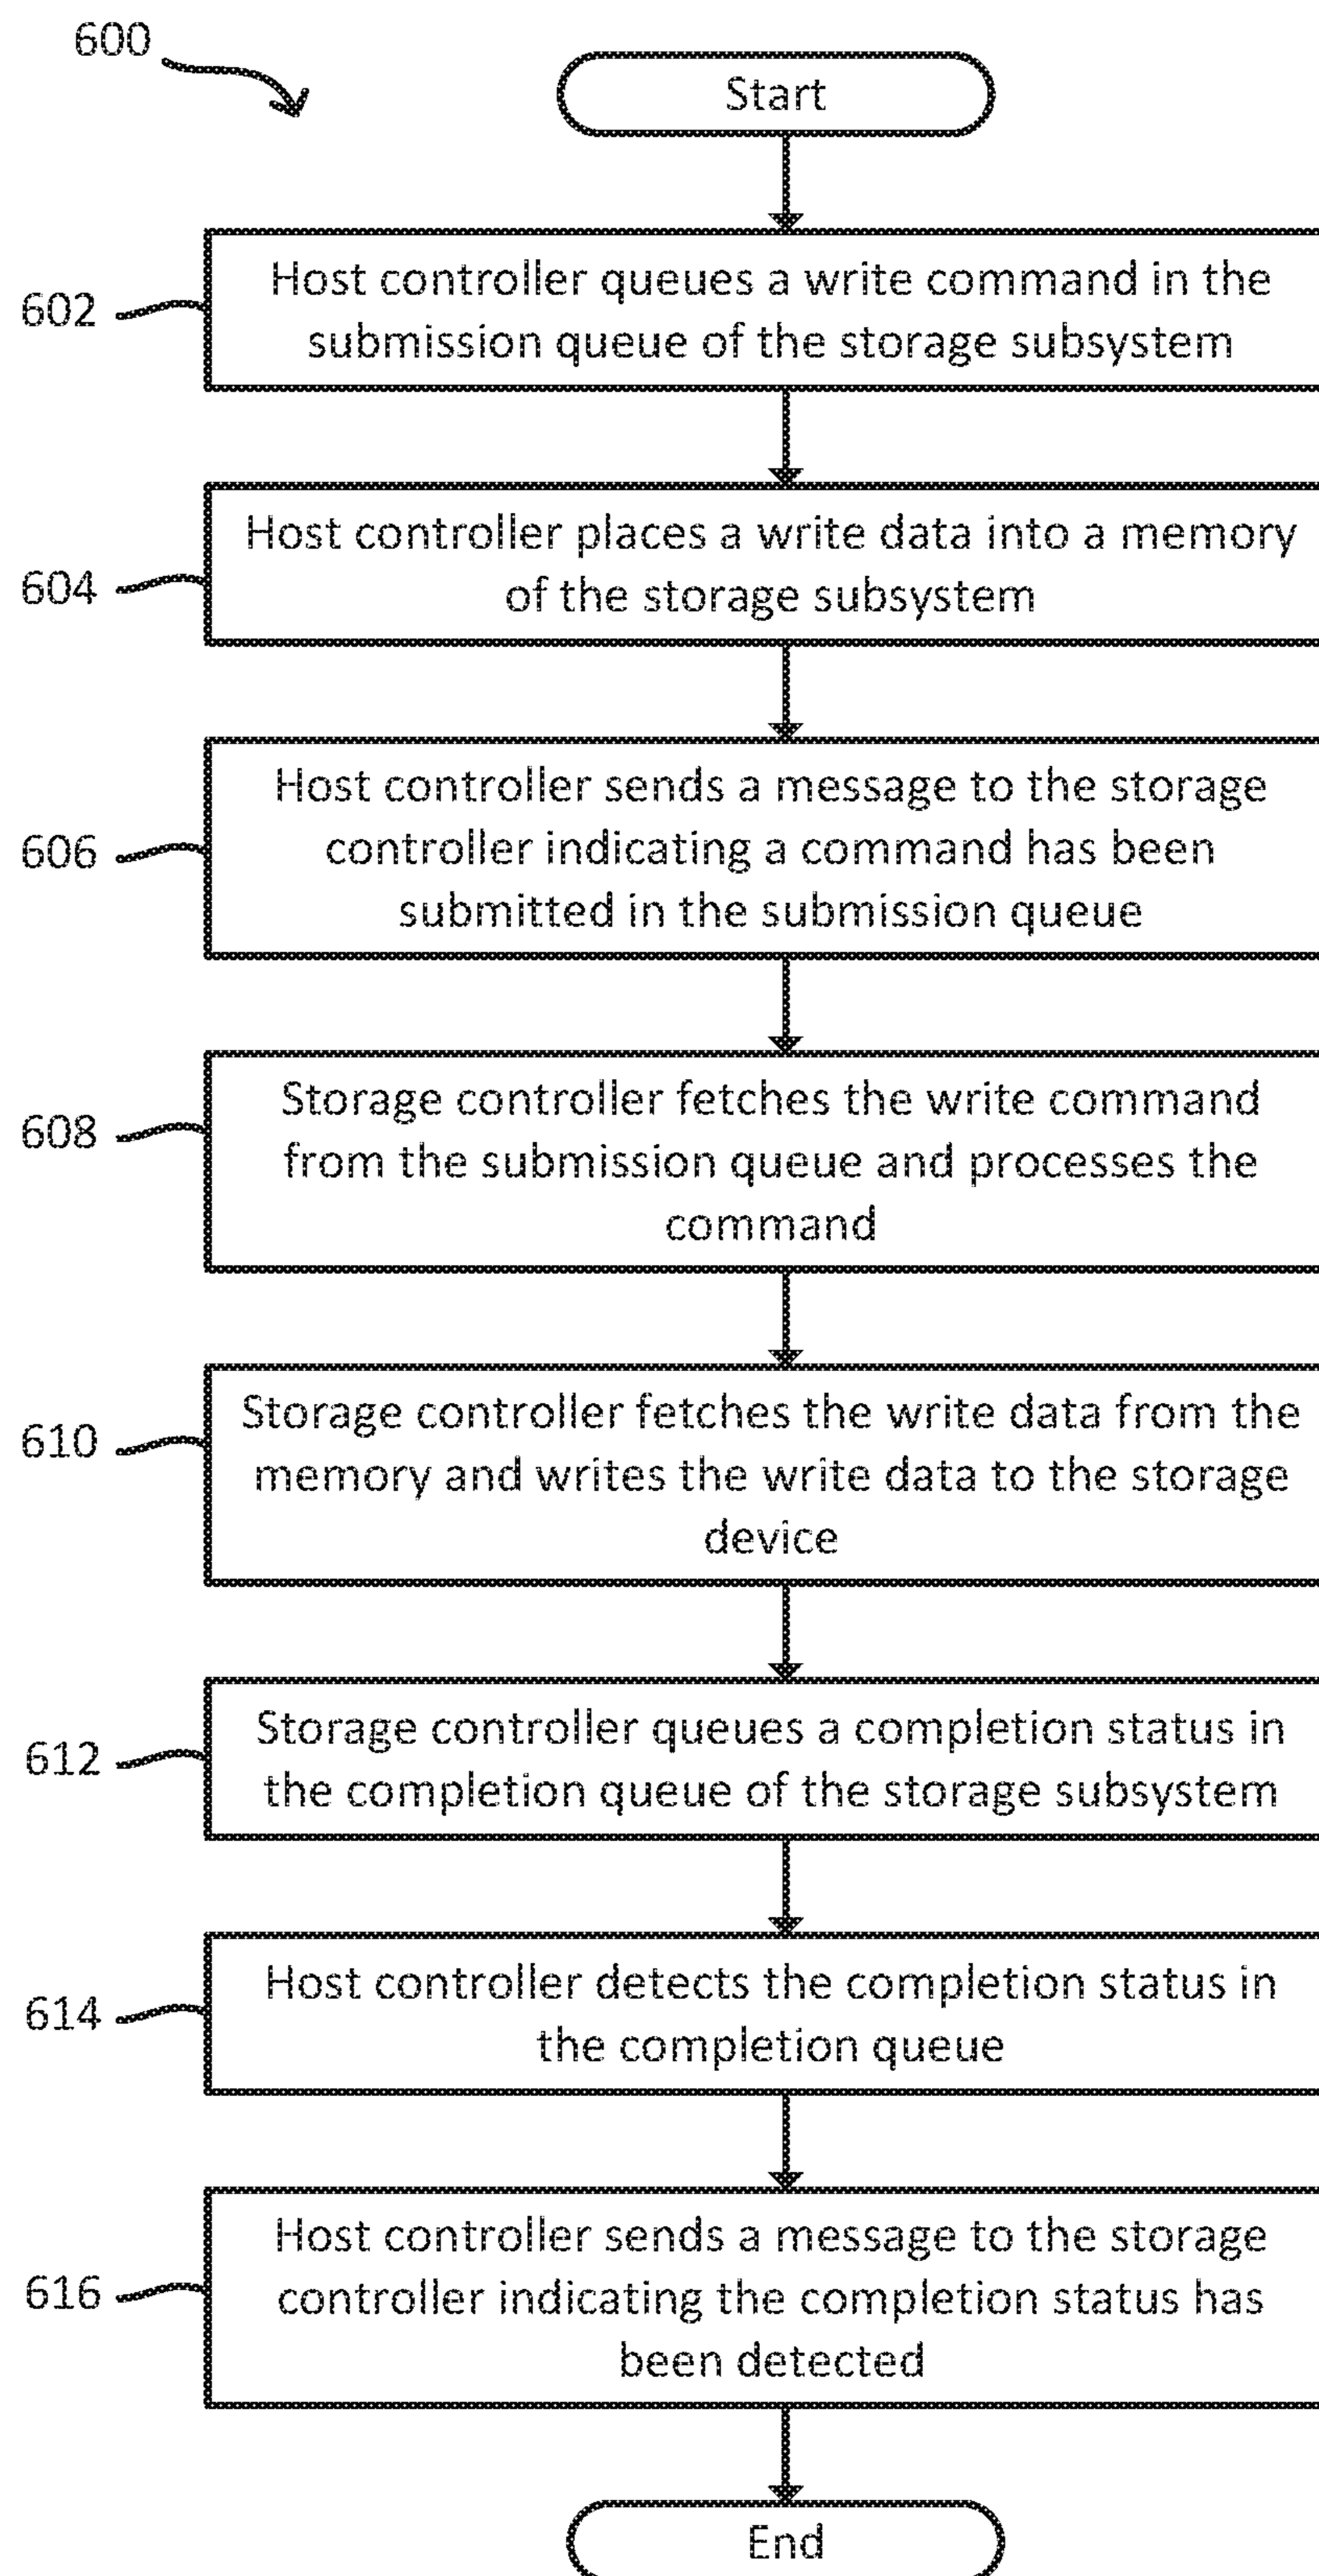 600
Start
602
Host controller queues a write command in the
submission queue of the storage subsystem
604
Host controller places a write data into a memory
of the storage subsystem
606
Host controller sends a message to the storage
controller indicating a command has been
submitted in the submission queue
608
Storage controller fetches the write command
from the submission queue and processes the
command
610
Storage controller fetches the write data from the
memory and writes the write data to the storage
device
612
Storage controller queues a completion status in
the completion queue of the storage subsystem
614
Host controller detects the completion status in
the completion queue
616
Host controller sends a message to the storage
controller indicating the completion status has
been detected
End